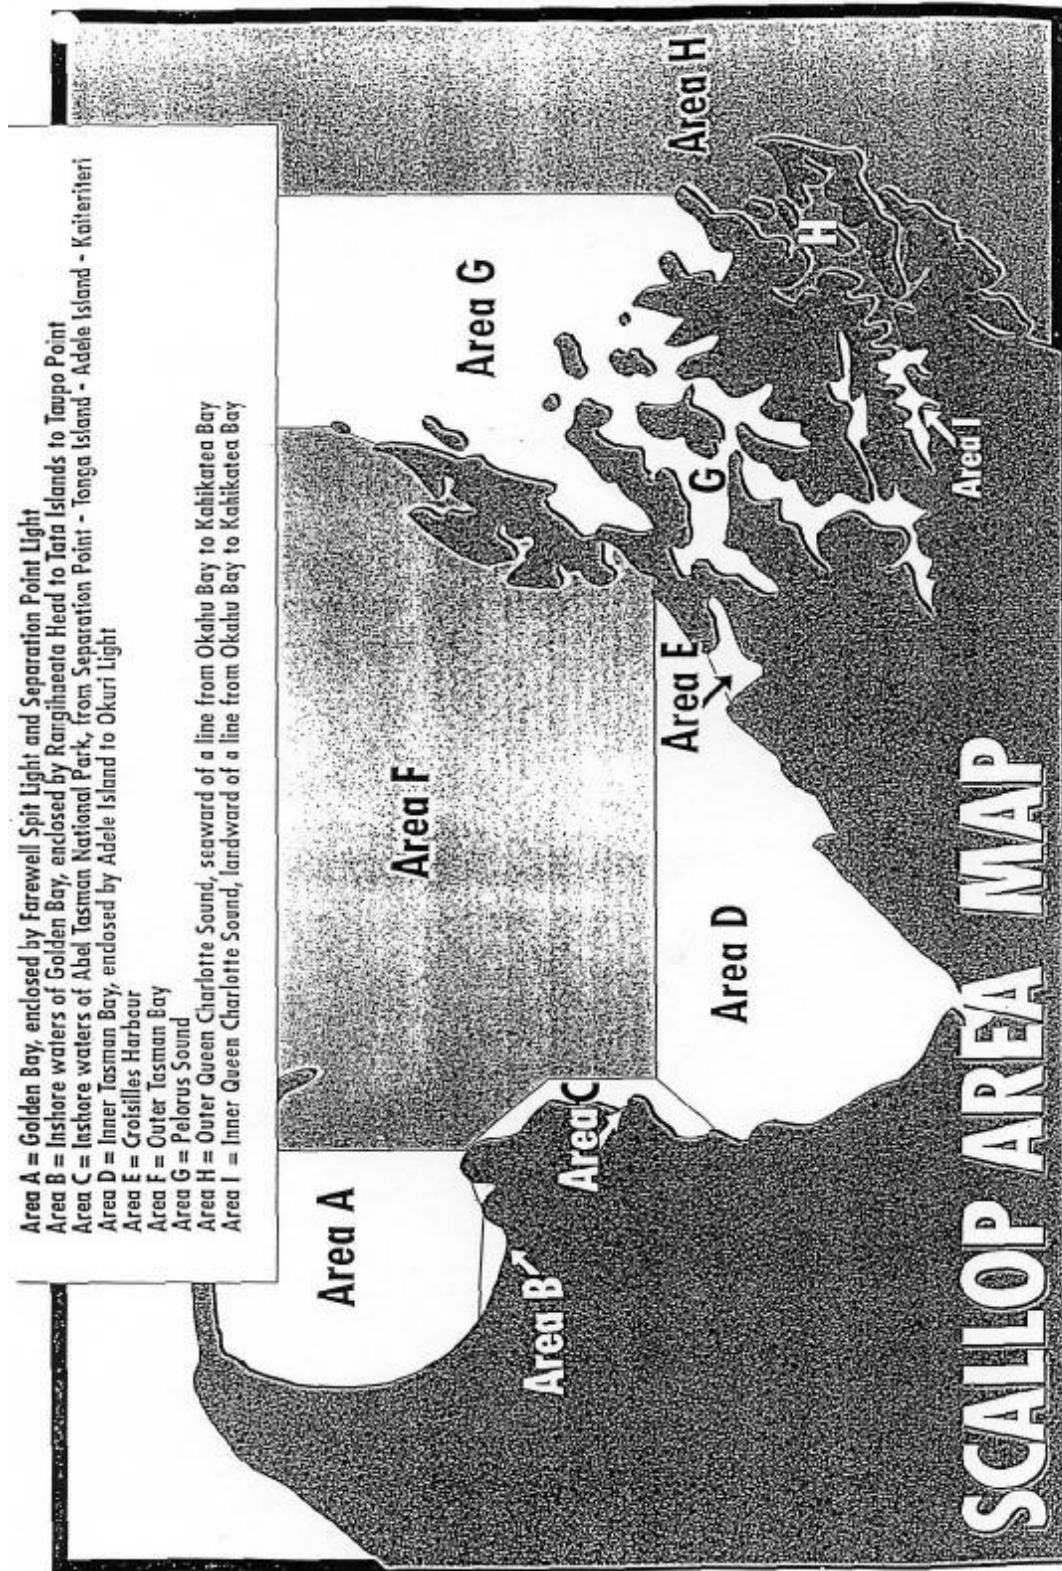 Area A = Golden Bay, enclosed by Farewell Spit Light and Separation Point Light
Area B = Inshore waters of Golden Bay, enclosed by Rangihaeata Head to Tata Islands to Taupo Point
Area C = Inshore waters of Abel Tasman National Park, from Separation Point - Tonga Island - Adele Island - Kaiteriteri
Area D = Inner Tasman Bay, enclosed by Adele Island to Okuri Light
Area E = Croisilles Harbour
Area F = Outer Tasman Bay
Area G = Pelorus Sound
Area H = Outer Queen Charlotte Sound, seaward of a line from Okahu Bay to Kahikatea Bay
Area I = Inner Queen Charlotte Sound, landward of a line from Okahu Bay to Kahikatea Bay
Area A
Area F
Area G
Area B
Area C
Area E
Area H
Area D
G
H
Area I
SCALLOP AREA MAP